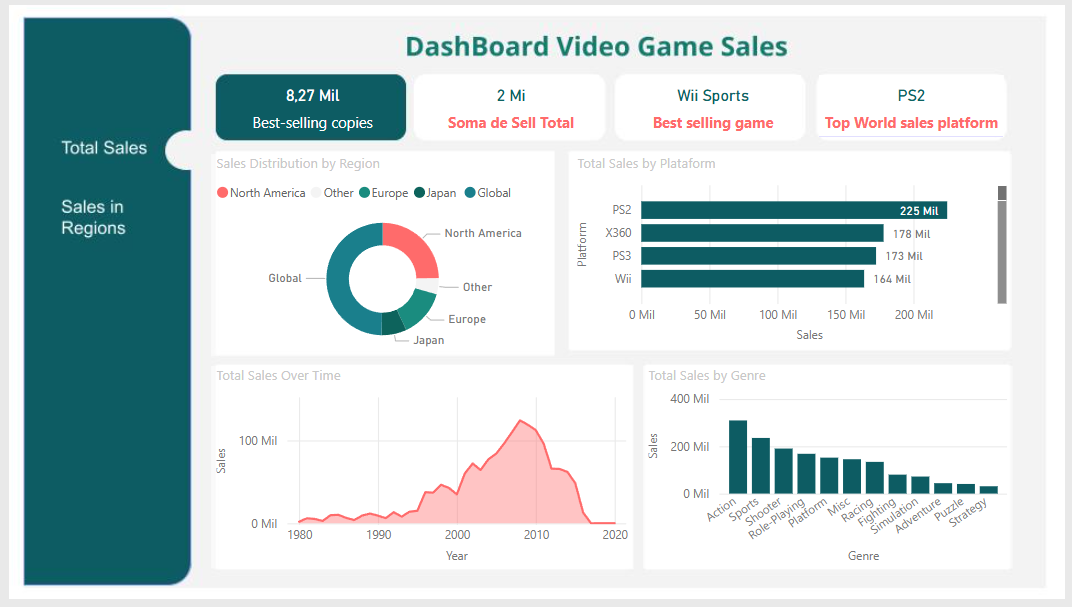 DashBoard Video Game Sales
Total Sales
Sales in
Regions
8,27 Mil
Best-selling copies
2 Mi
Soma de Sell Total
Wii Sports
Best selling game
PS2
Top World sales platform
Sales Distribution by Region
North America
Other
Europe
Japan
Global
North America
Global
Other
Europe
Japan
Total Sales by Plataform
Platform
PS2
225 Mil
X360
178 Mil
PS3
173 Mil
Wii
164 Mil
0 Mil
50 Mil
100 Mil
150 Mil
200 Mil
Sales
Total Sales Over Time
Sales
100 Mil
0 Mil
1980
1990
2000
2010
2020
Year
Total Sales by Genre
Sales
400 Mil
200 Mil
0 Mil
Action
Sports
Shooter
Role-Playing
Platform
Misc
Racing
Fighting
Simulation
Adventure
Puzzle
Strategy
Genre